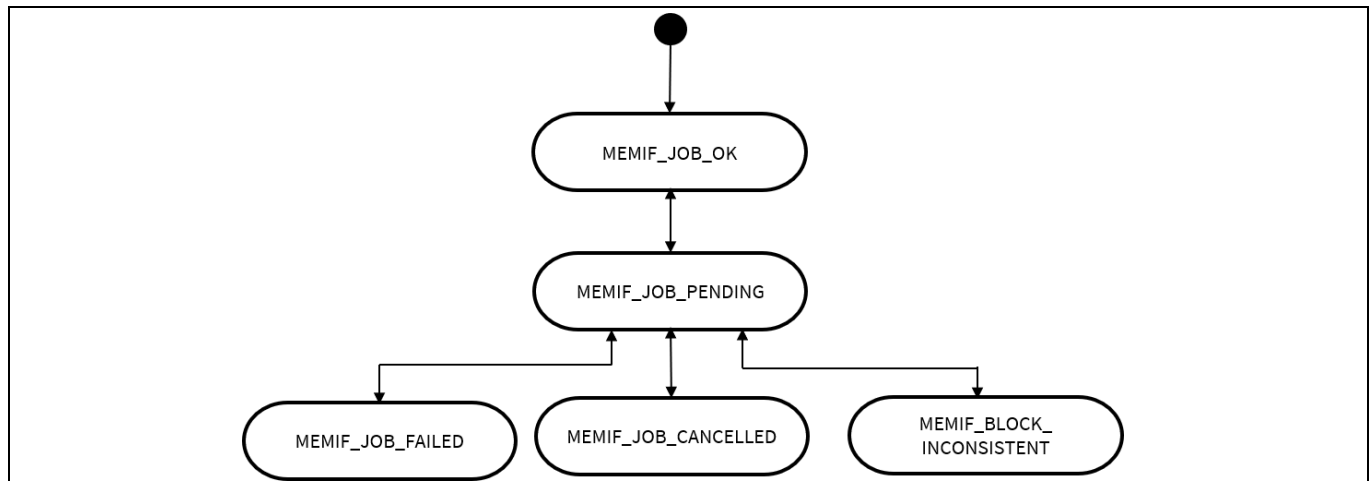 MEMIF_JOB_OK
MEMIF_JOB_PENDING
MEMIF_JOB_FAILED
MEMIF_JOB_CANCELLED
MEMIF_BLOCK_
INCONSISTENT